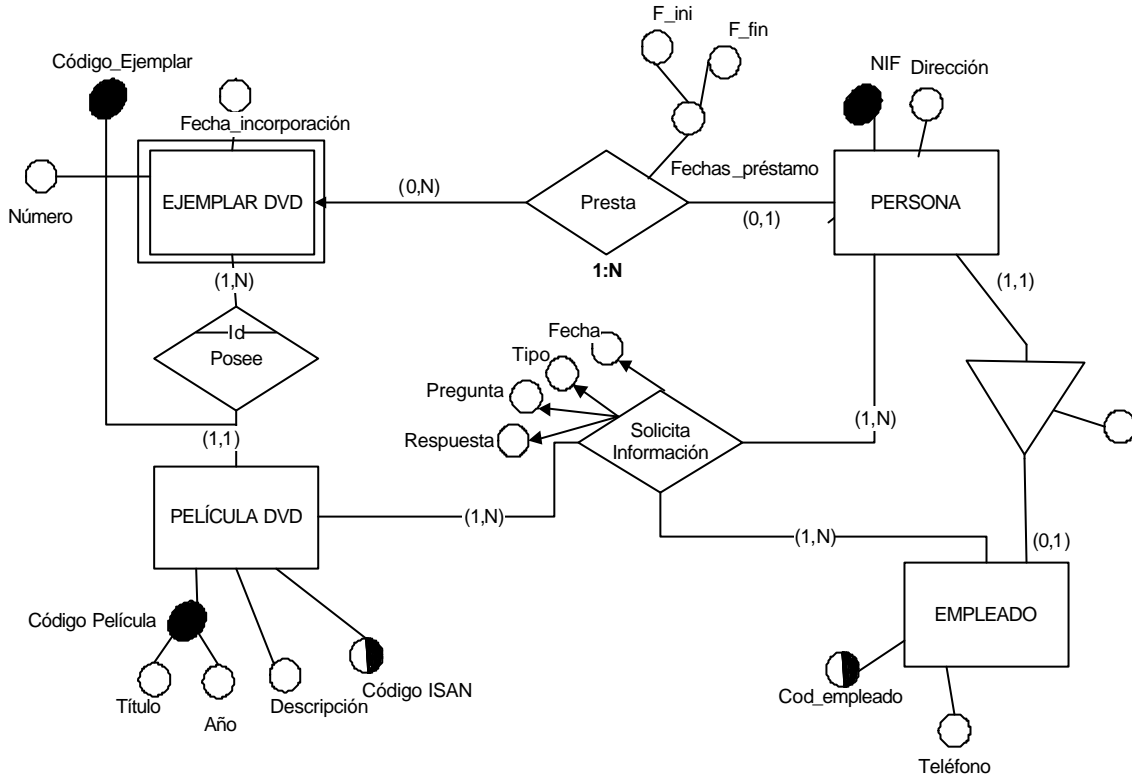 F_ini
F_fin
Código_Ejemplar
NIF
Dirección
Fecha_incorporación
Fechas_préstamo
Número
EJEMPLAR DVD
(0,N)
Presta
(0,1)
PERSONA
1:N
(1,N)
(1,1)
Id
Posee
Fecha
Tipo
Pregunta
Respuesta
Solicita
Información
(1,N)
(1,1)
PELÍCULA DVD
(1,N)
(1,N)
(0,1)
EMPLEADO
Código Película
Título
Año
Descripción
Código ISAN
Cod_empleado
Teléfono